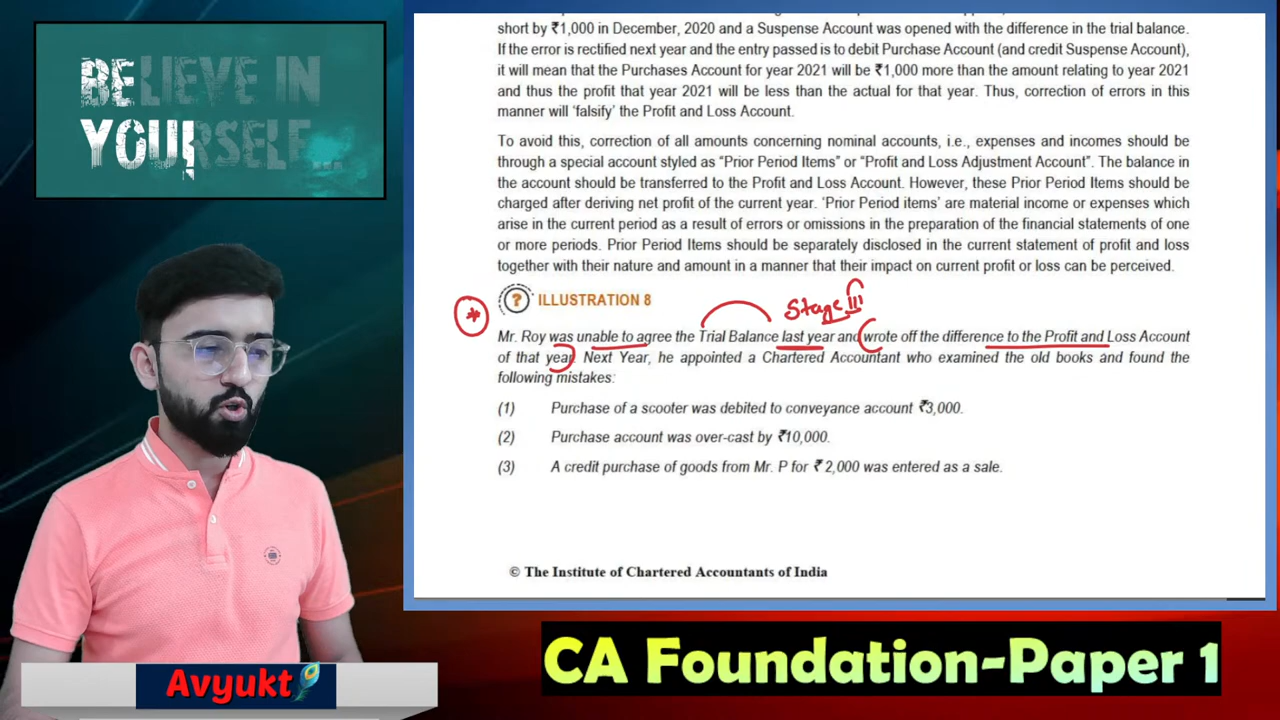 BELIEVE IN
YOURSELF...
short by ₹1,000 in December, 2020 and a Suspense Account was opened with the difference in the trial balance.
If the error is rectified next year and the entry passed is to debit Purchase Account (and credit Suspense Account),
it will mean that the Purchases Account for year 2021 will be ₹1,000 more than the amount relating to year 2021
and thus the profit that year 2021 will be less than the actual for that year. Thus, correction of errors in this
manner will ‘falsify’ the Profit and Loss Account.
To avoid this, correction of all amounts concerning nominal accounts, i.e., expenses and incomes should be
through a special account styled as “Prior Period Items” or “Profit and Loss Adjustment Account”. The balance in
the account should be transferred to the Profit and Loss Account. However, these Prior Period Items should be
charged after deriving net profit of the current year. ‘Prior Period items’ are material income or expenses which
arise in the current period as a result of errors or omissions in the preparation of the financial statements of one
or more periods. Prior Period Items should be separately disclosed in the current statement of profit and loss
together with their nature and amount in a manner that their impact on current profit or loss can be perceived.
? ILLUSTRATION 8
Stage III
Mr. Roy was unable to agree the Trial Balance last year and wrote off the difference to the Profit and Loss Account
of that year. Next Year, he appointed a Chartered Accountant who examined the old books and found the
following mistakes:
(1) Purchase of a scooter was debited to conveyance account ₹3,000.
(2) Purchase account was over-cast by ₹10,000.
(3) A credit purchase of goods from Mr. P for ₹ 2,000 was entered as a sale.
© The Institute of Chartered Accountants of India
Avyukt
CA Foundation-Paper 1